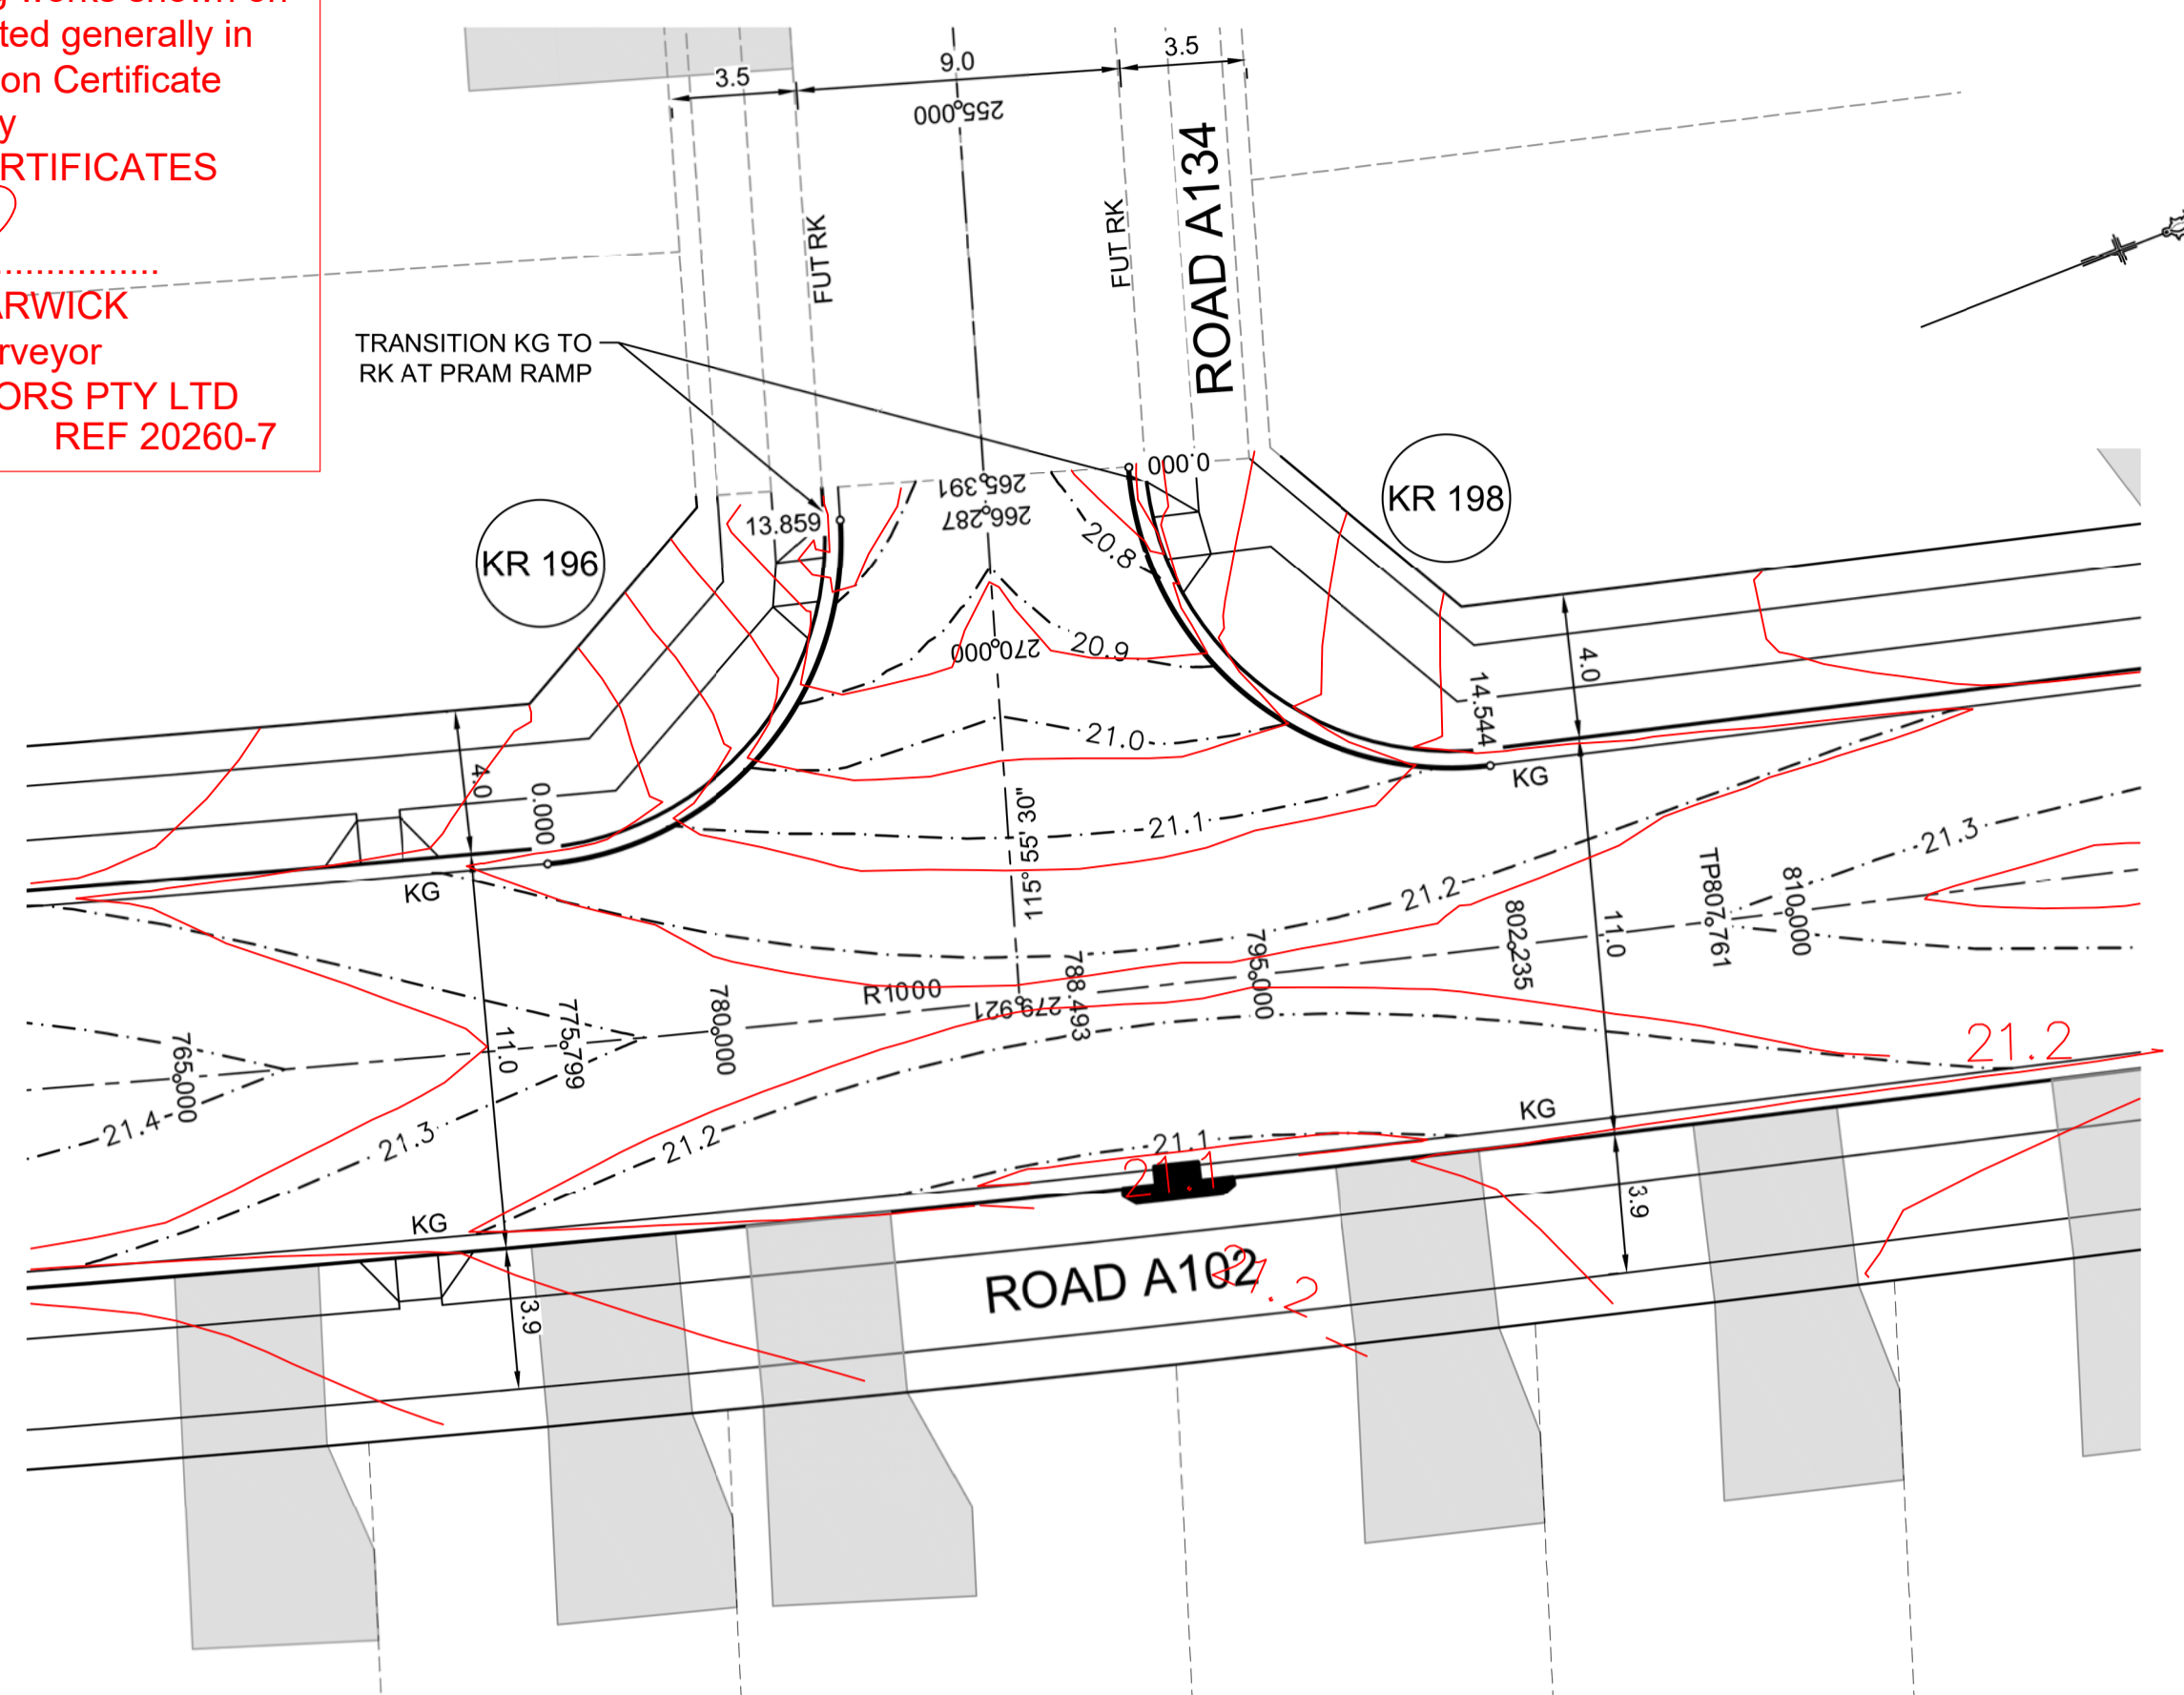 g works shown on
ted generally in
on Certificate
y
RTIFICATES
ARWICK
rveyor
ORS PTY LTD
REF 20260-7
3.5
9.0
3.5
255.000
ROAD A134
FUT RK
FUT RK
TRANSITION KG TO
RK AT PRAM RAMP
KR 196
KR 198
13.859
265.391
266.287
0.000
20.8
270.000
20.9
21.0
21.1
14.544
4.0
KG
4.0
0.000
KG
115° 55' 30"
21.2
21.3
TP807.761
810.000
802.235
11.0
795.000
788.493
279.921
R1000
780.000
775.799
11.0
765.000
21.4
21.3
21.2
21.2
KG
21.1
21.1
KG
3.9
3.9
ROAD A102
21.2